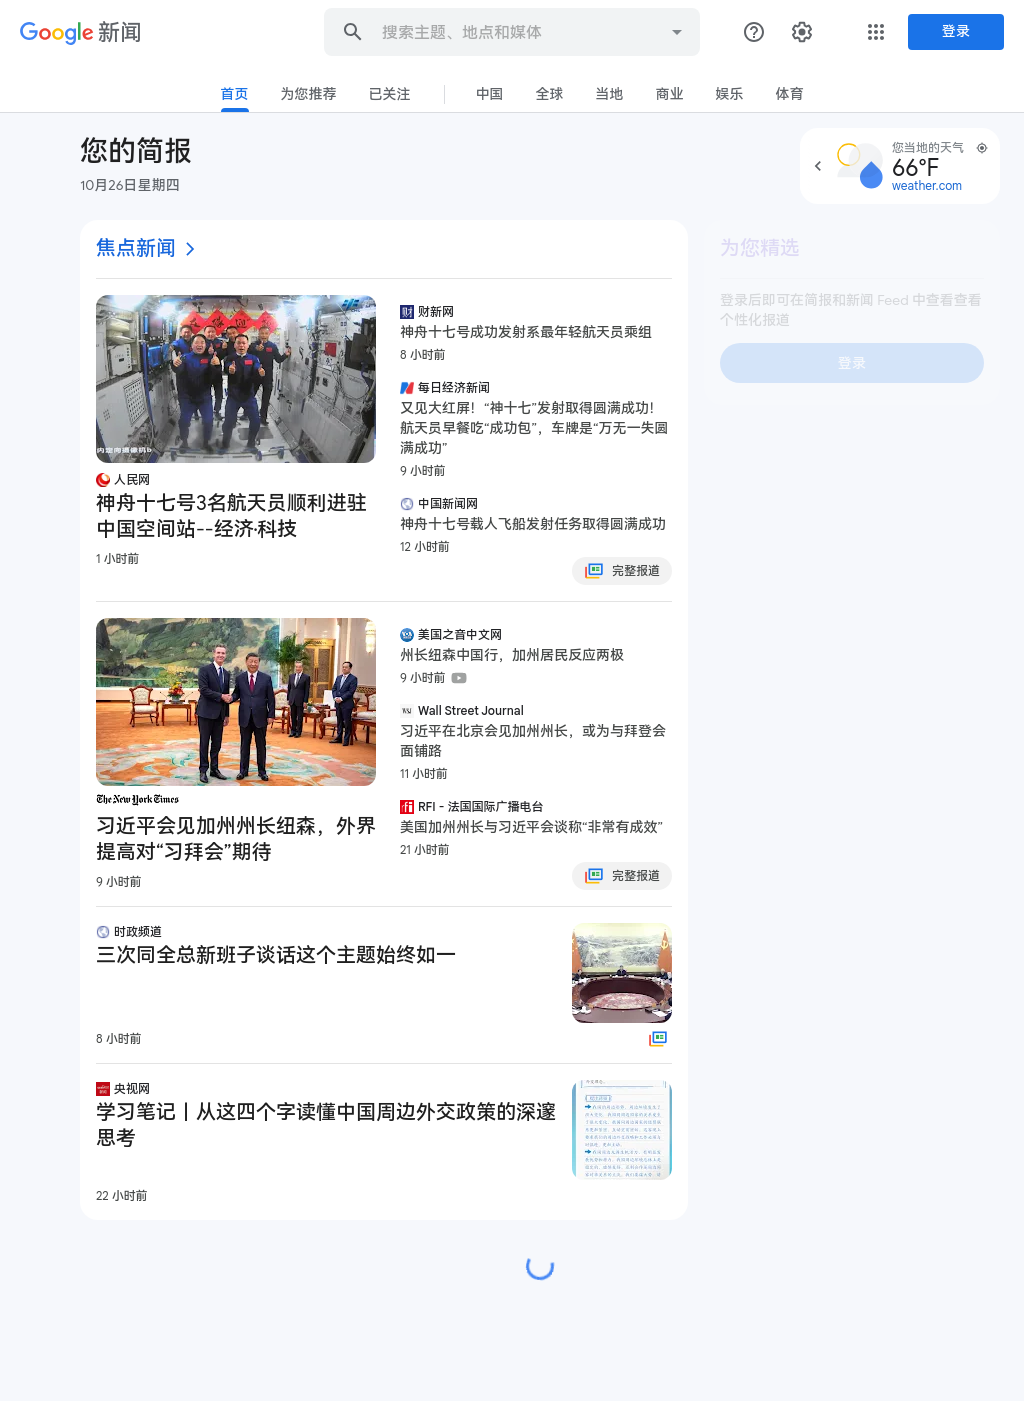 Google 新闻
搜索主题、地点和媒体
登录
首页
为您推荐
已关注
中国
全球
当地
商业
娱乐
体育
您的简报
10月26日星期四
您当地的天气
66°F
weather.com
焦点新闻
人民网
神舟十七号3名航天员顺利进驻
中国空间站--经济·科技
1 小时前
财新网
神舟十七号成功发射系最年轻航天员乘组
8 小时前
每日经济新闻
又见大红屏！“神十七”发射取得圆满成功！
航天员早餐吃“成功包”，车牌是“万无一失圆
满成功”
9 小时前
中国新闻网
神舟十七号载人飞船发射任务取得圆满成功
12 小时前
完整报道
The New York Times
习近平会见加州州长纽森，外界
提高对“习拜会”期待
9 小时前
美国之音中文网
州长纽森中国行，加州居民反应两极
9 小时前
Wall Street Journal
习近平在北京会见加州州长，或为与拜登会
面铺路
11 小时前
RFI - 法国国际广播电台
美国加州州长与习近平会谈称“非常有成效”
21 小时前
完整报道
时政频道
三次同全总新班子谈话这个主题始终如一
8 小时前
央视网
学习笔记丨从这四个字读懂中国周边外交政策的深邃
思考
22 小时前
为您精选
登录后即可在简报和新闻 Feed 中查看查看
个性化报道
登录